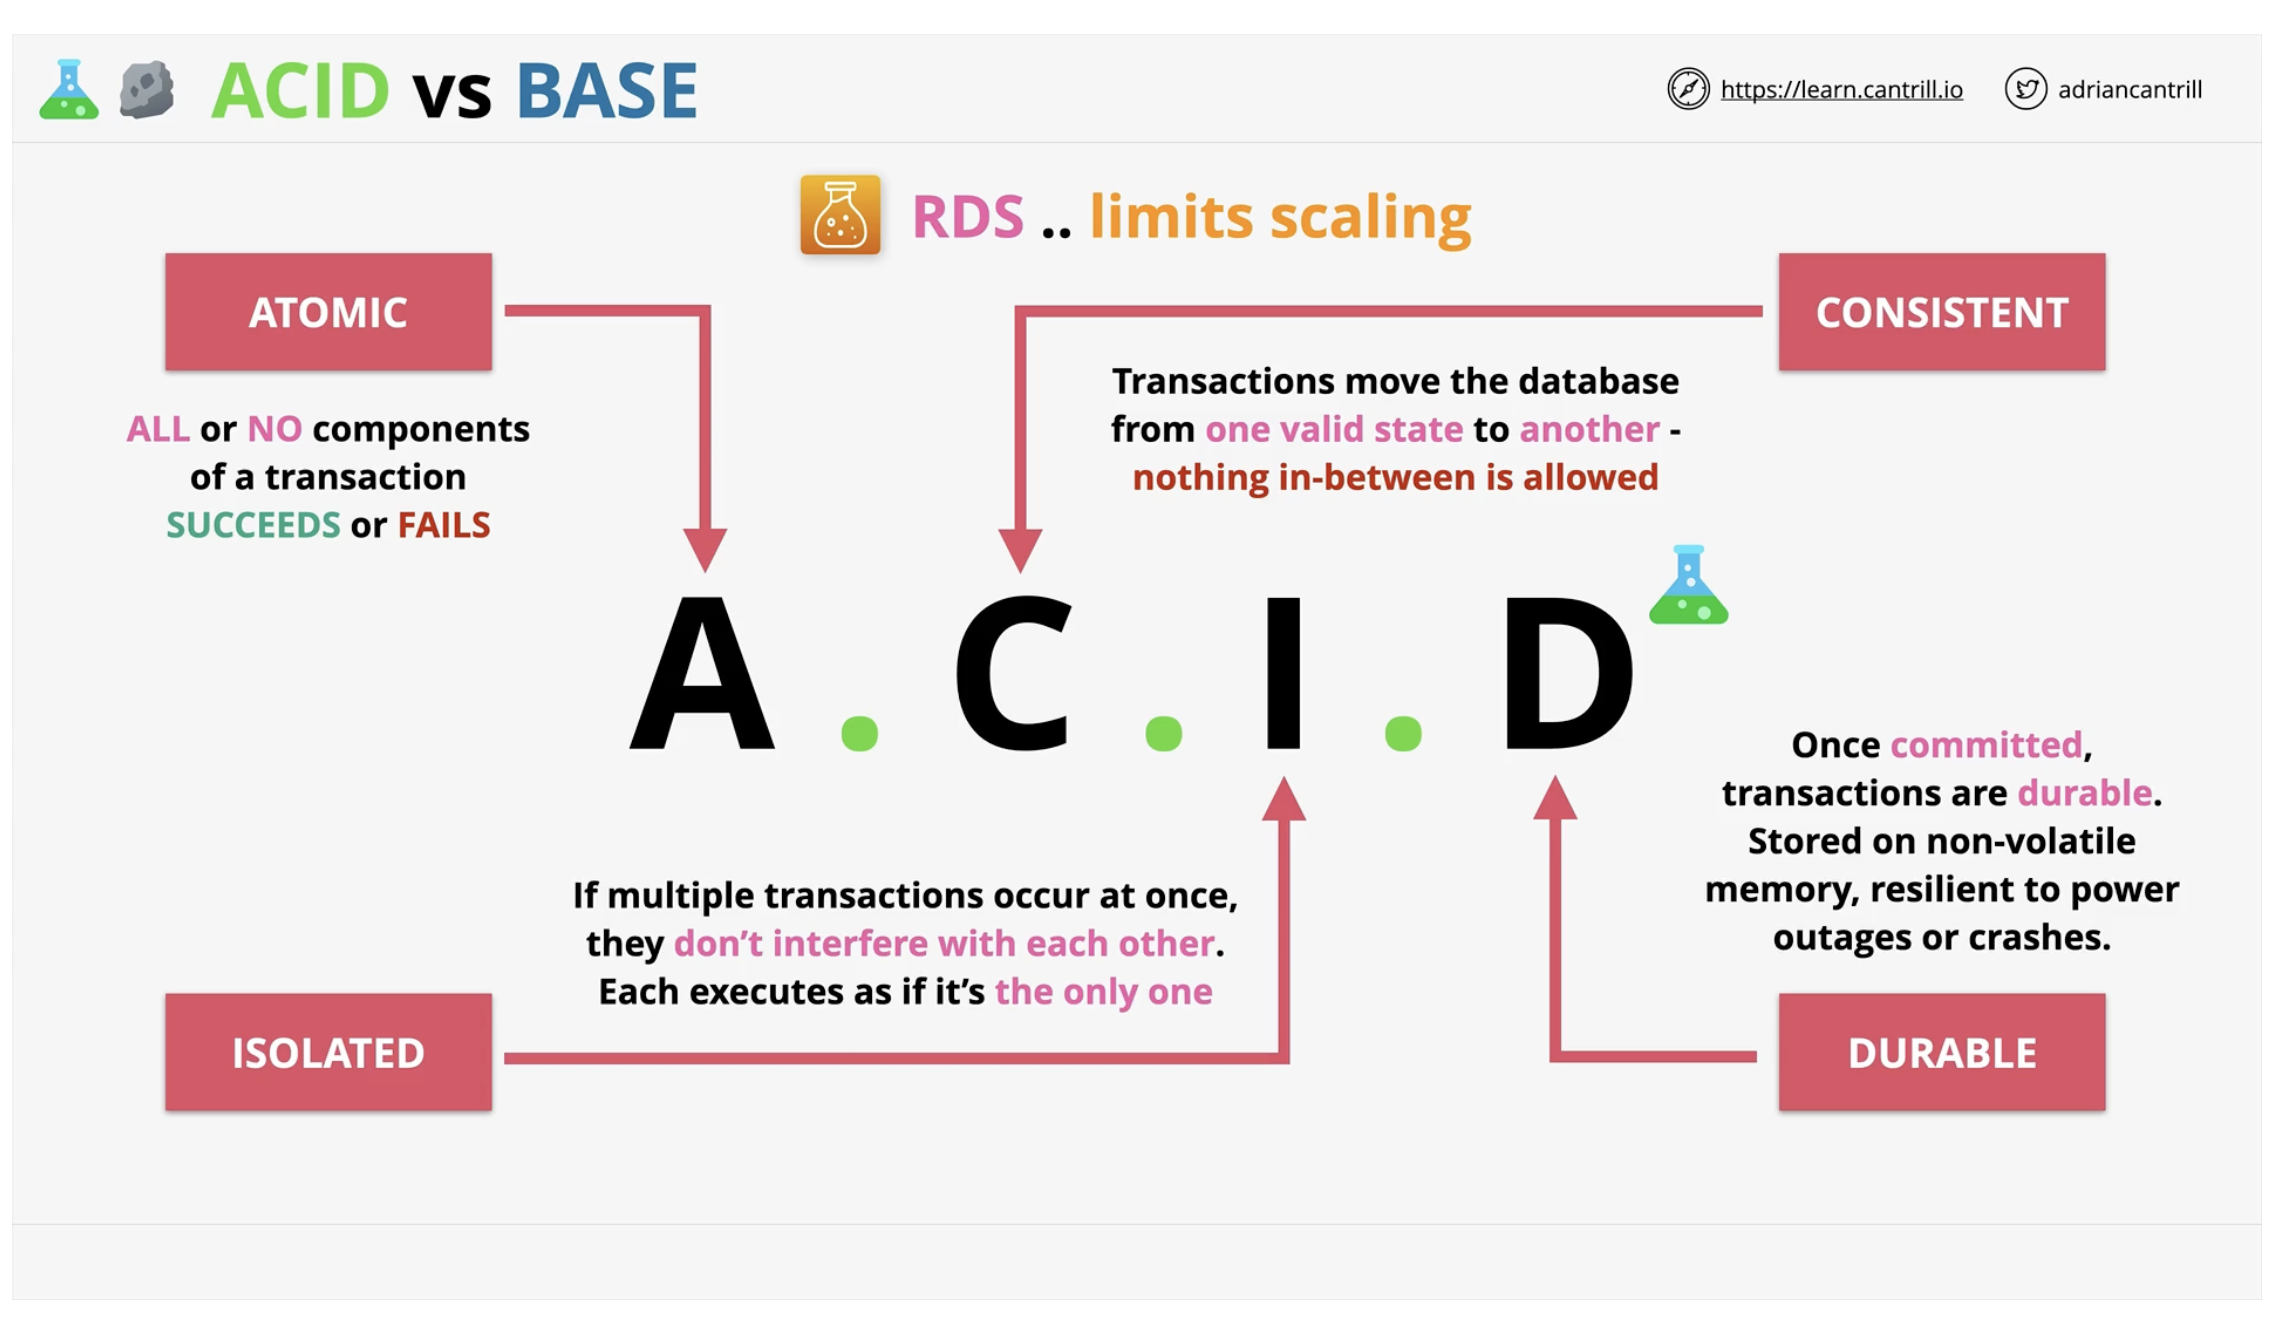 ACID vs BASE
https://learn.cantrill.io
adriancantrill
RDS .. limits scaling
ATOMIC
ALL or NO components
of a transaction
SUCCEEDS or FAILS
CONSISTENT
Transactions move the database
from one valid state to another -
nothing in-between is allowed
A . C . I . D
If multiple transactions occur at once,
they don’t interfere with each other.
Each executes as if it’s the only one
ISOLATED
Once committed,
transactions are durable.
Stored on non-volatile
memory, resilient to power
outages or crashes.
DURABLE